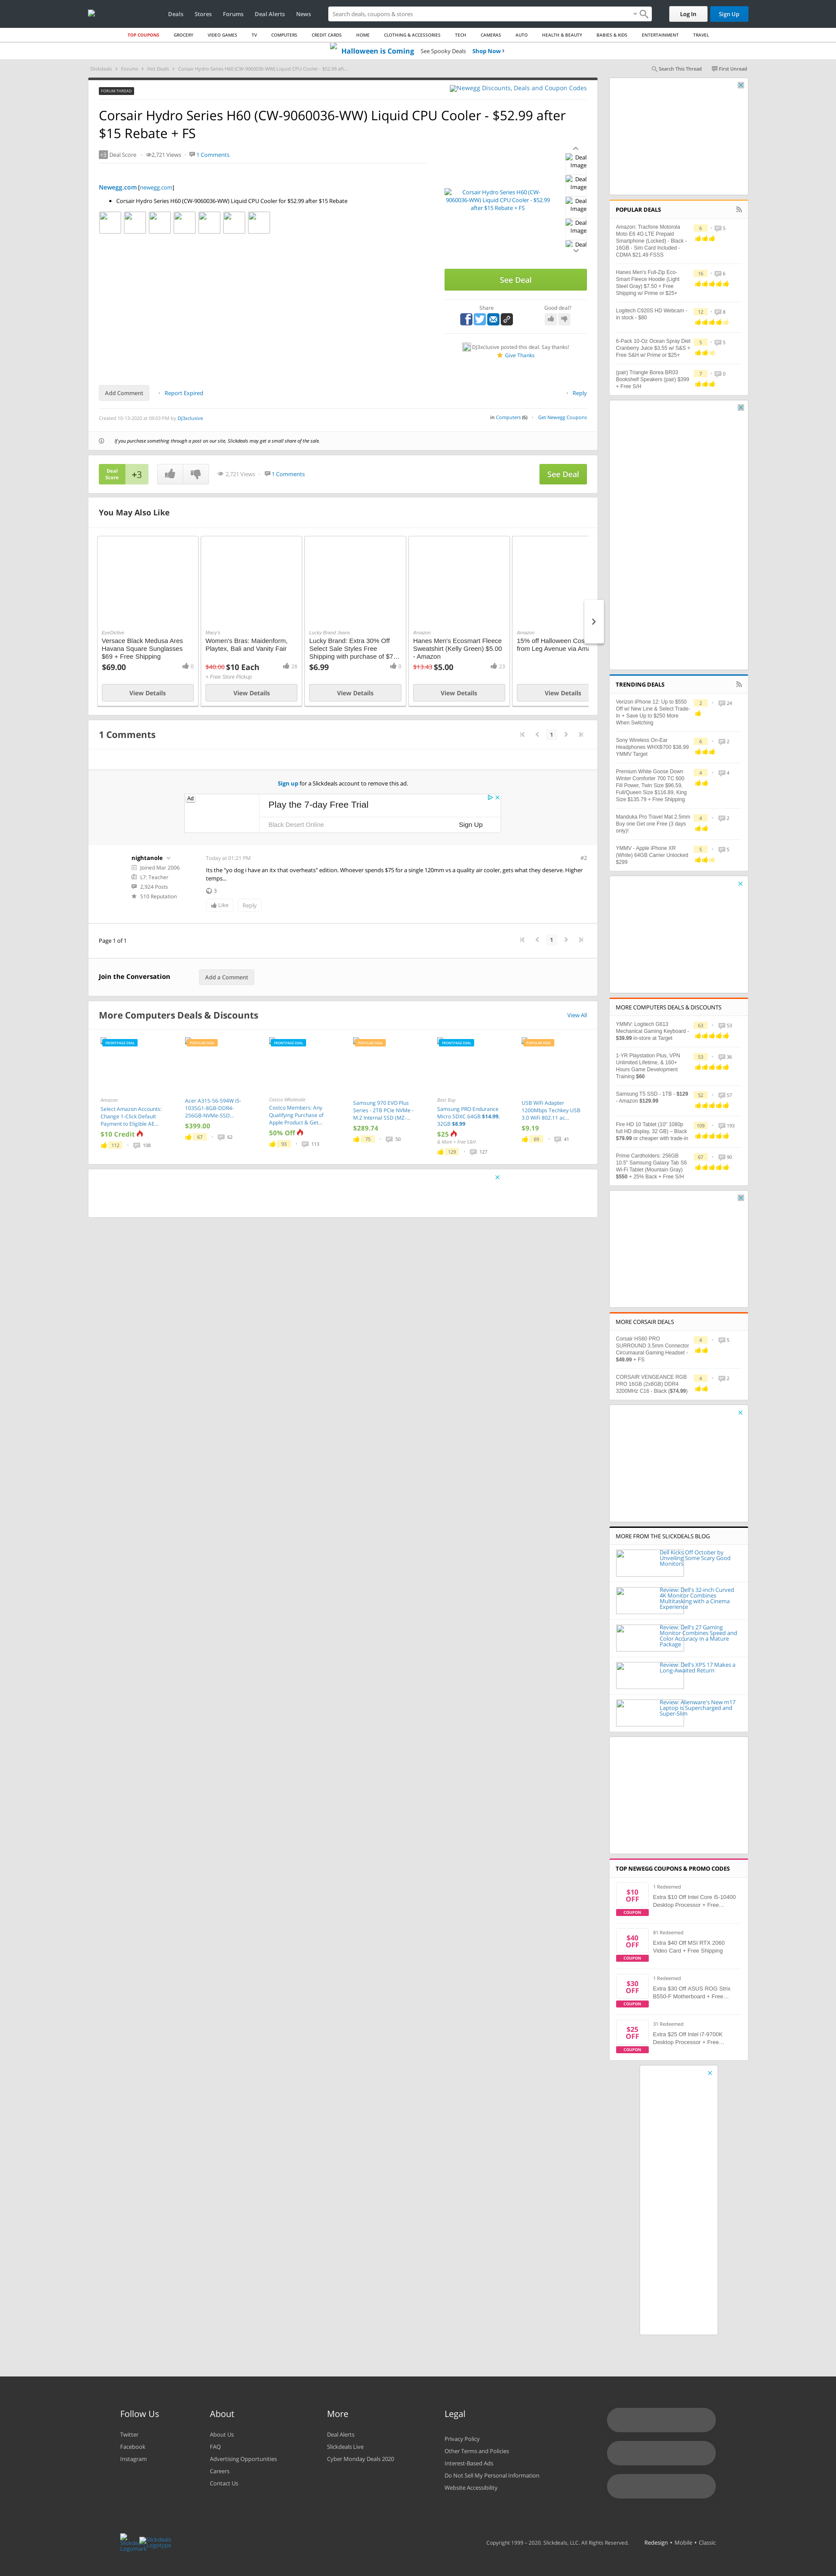 Deals
Stores
Forums
Deal Alerts
News
Search deals, coupons & stores
Log In
Sign Up
TOP COUPONS
GROCERY
VIDEO GAMES
TV
COMPUTERS
CREDIT CARDS
HOME
CLOTHING & ACCESSORIES
TECH
CAMERAS
AUTO
HEALTH & BEAUTY
BABIES & KIDS
ENTERTAINMENT
TRAVEL
Halloween is Coming
See Spooky Deals
Shop Now
Slickdeals
Forums
Hot Deals
Corsair Hydro Series H60 (CW-9060036-WW) Liquid CPU Cooler - $52.99 aft...
Search This Thread
First Unread
FORUM THREAD
Newegg Discounts, Deals and Coupon Codes
Corsair Hydro Series H60 (CW-9060036-WW) Liquid CPU Cooler - $52.99 after
$15 Rebate + FS
+3 Deal Score
2,721 Views
1 Comments
Newegg.com [newegg.com]
Corsair Hydro Series H60 (CW-9060036-WW) Liquid CPU Cooler for $52.99 after $15 Rebate
Corsair Hydro Series H60 (CW-
9060036-WW) Liquid CPU Cooler - $52.99
after $15 Rebate + FS
Deal
Image
Deal
Image
Deal
Image
Deal
Image
Deal
See Deal
Share
Good deal?
DJ3xclusive posted this deal. Say thanks!
Give Thanks
Add Comment
Report Expired
Reply
Created 10-13-2020 at 09:03 PM by DJ3xclusive
in Computers (6)
Get Newegg Coupons
If you purchase something through a post on our site, Slickdeals may get a small share of the sale.
Deal
Score
+3
2,721 Views
1 Comments
See Deal
You May Also Like
EyeDictive
Versace Black Medusa Ares
Havana Square Sunglasses
$69 + Free Shipping
$69.00
0
View Details
Macy's
Women's Bras: Maidenform,
Playtex, Bali and Vanity Fair
$40.00 $10 Each
28
+ Free Store Pickup
View Details
Lucky Brand Jeans
Lucky Brand: Extra 30% Off
Select Sale Styles Free
Shipping with purchase of $7...
$6.99
0
View Details
Amazon
Hanes Men's Ecosmart Fleece
Sweatshirt (Kelly Green) $5.00
- Amazon
$13.43 $5.00
23
View Details
Amazon
15% off Halloween Cos
from Leg Avenue via Ama
View Details
1 Comments
1
Sign up for a Slickdeals account to remove this ad.
Ad
Play the 7-day Free Trial
Black Desert Online
Sign Up
nightanole
Joined Mar 2006
L7: Teacher
2,924 Posts
510 Reputation
Today at 01:21 PM
#2
Its the "yo dog i have an itx that overheats" edition. Whoever spends $75 for a single 120mm vs a quality air cooler, gets what they deserve. Higher
temps...
3
Like
Reply
Page 1 of 1
1
Join the Conversation
Add a Comment
More Computers Deals & Discounts
View All
FRONTPAGE DEAL
Amazon
Select Amazon Accounts:
Change 1-Click Default
Payment to Eligible AE...
$10 Credit
112
108
POPULAR DEAL
Acer A315-56-594W i5-
1035G1-8GB-DDR4-
256GB-NVMe-SSD...
$399.00
67
62
FRONTPAGE DEAL
Costco Wholesale
Costco Members: Any
Qualifying Purchase of
Apple Product & Get...
50% Off
93
113
POPULAR DEAL
Samsung 970 EVO Plus
Series - 2TB PCIe NVMe -
M.2 Internal SSD (MZ-...
$289.74
75
50
FRONTPAGE DEAL
Best Buy
Samsung PRO Endurance
Micro SDXC 64GB $14.99,
32GB $8.99
$25
& More + Free S&H
129
127
POPULAR DEAL
USB WiFi Adapter
1200Mbps Techkey USB
3.0 WiFi 802.11 ac...
$9.19
69
41
POPULAR DEALS
Amazon: Tracfone Motorola
Moto E6 4G LTE Prepaid
Smartphone (Locked) - Black -
16GB - Sim Card Included -
CDMA $21.49 FSSS
6
5
Hanes Men's Full-Zip Eco-
Smart Fleece Hoodie (Light
Steel Gray) $7.50 + Free
Shipping w/ Prime or $25+
16
6
Logitech C920S HD Webcam -
in stock - $60
12
8
6-Pack 10-Oz Ocean Spray Diet
Cranberry Juice $3.55 w/ S&S +
Free S&H w/ Prime or $25+
5
5
(pair) Triangle Borea BR03
Bookshelf Speakers (pair) $399
+ Free S/H
7
0
TRENDING DEALS
Verizon iPhone 12: Up to $550
Off w/ New Line & Select Trade-
In + Save Up to $250 More
When Switching
2
24
Sony Wireless On-Ear
Headphones WHXB700 $38.99
YMMV Target
6
2
Premium White Goose Down
Winter Comforter 700 TC 600
Fill Power, Twin Size $96.59,
Full/Queen Size $116.89, King
Size $135.79 + Free Shipping
4
4
Manduka Pro Travel Mat 2.5mm
Buy one Get one Free (3 days
only)!
4
2
YMMV - Apple iPhone XR
(White) 64GB Carrier Unlocked
$299
5
5
MORE COMPUTERS DEALS & DISCOUNTS
YMMV: Logitech G613
Mechanical Gaming Keyboard -
$39.99 in-store at Target
63
59
1-YR Playstation Plus, VPN
Unlimited Lifetime, & 160+
Hours Game Development
Training $60
53
36
Samsung T5 SSD - 1TB - $129
- Amazon $129.99
52
57
Fire HD 10 Tablet (10" 1080p
full HD display, 32 GB) – Black
$79.99 or cheaper with trade-in
109
193
Prime Cardholders: 256GB
10.5" Samsung Galaxy Tab S6
Wi-Fi Tablet (Mountain Gray)
$550 + 25% Back + Free S/H
67
90
MORE CORSAIR DEALS
Corsair HS60 PRO
SURROUND 3.5mm Connector
Circumaural Gaming Headset -
$49.99 + FS
4
5
CORSAIR VENGEANCE RGB
PRO 16GB (2x8GB) DDR4
3200MHz C16 - Black ($74.99)
4
2
MORE FROM THE SLICKDEALS BLOG
Dell Kicks Off October by
Unveiling Some Scary Good
Monitors
Review: Dell's 32-inch Curved
4K Monitor Combines
Multitasking with a Cinema
Experience
Review: Dell's 27 Gaming
Monitor Combines Speed and
Color Accuracy in a Mature
Package
Review: Dell's XPS 17 Makes a
Long-Awaited Return
Review: Alienware's New m17
Laptop is Supercharged and
Super-Slim
TOP NEWEGG COUPONS & PROMO CODES
$10
OFF
COUPON
1 Redeemed
Extra $10 Off Intel Core i5-10400
Desktop Processor + Free...
$40
OFF
COUPON
81 Redeemed
Extra $40 Off MSI RTX 2060
Video Card + Free Shipping
$30
OFF
COUPON
1 Redeemed
Extra $30 Off ASUS ROG Strix
B550-F Motherboard + Free...
$25
OFF
COUPON
31 Redeemed
Extra $25 Off Intel i7-9700K
Desktop Processor + Free...
Follow Us
Twitter
Facebook
Instagram
About
About Us
FAQ
Advertising Opportunities
Careers
Contact Us
More
Deal Alerts
Slickdeals Live
Cyber Monday Deals 2020
Legal
Privacy Policy
Other Terms and Policies
Interest-Based Ads
Do Not Sell My Personal Information
Website Accessibility
Slickdeals
Logomark
Slickdeals
Logotype
Copyright 1999 – 2020. Slickdeals, LLC. All Rights Reserved.
Redesign • Mobile • Classic